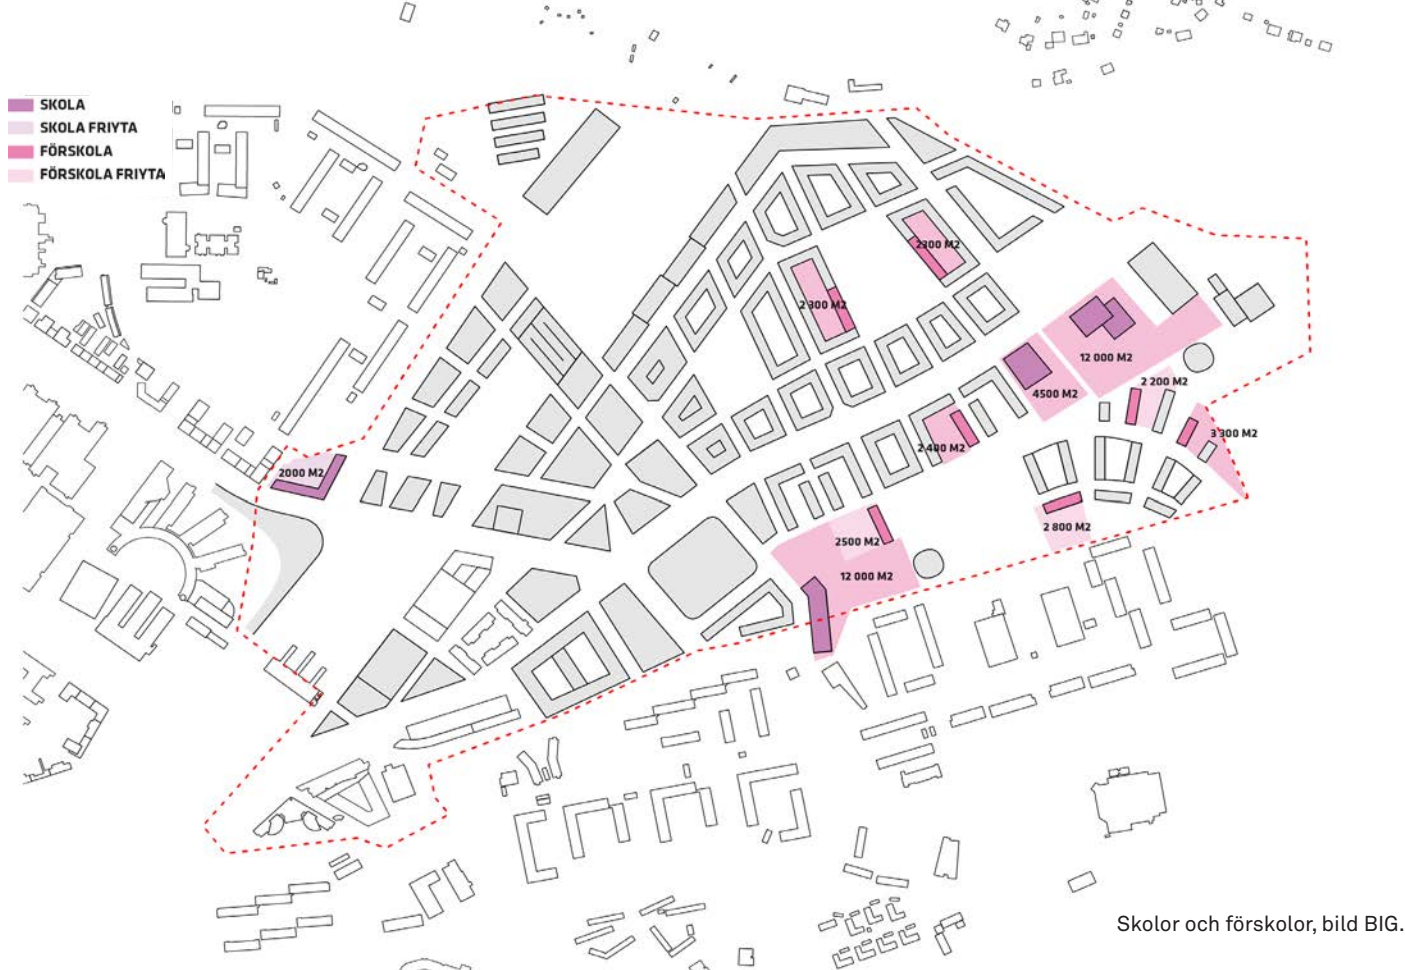 SKOLA
SKOLA FRIYTA
FÖRSKOLA
FÖRSKOLA FRIYTA
2300 M2
2 300 M2
12 000 M2
4500 M2
2 200 M2
3 300 M2
2 400 M2
2000 M2
2 800 M2
2500 M2
12 000 M2
Skolor och förskolor, bild BIG.